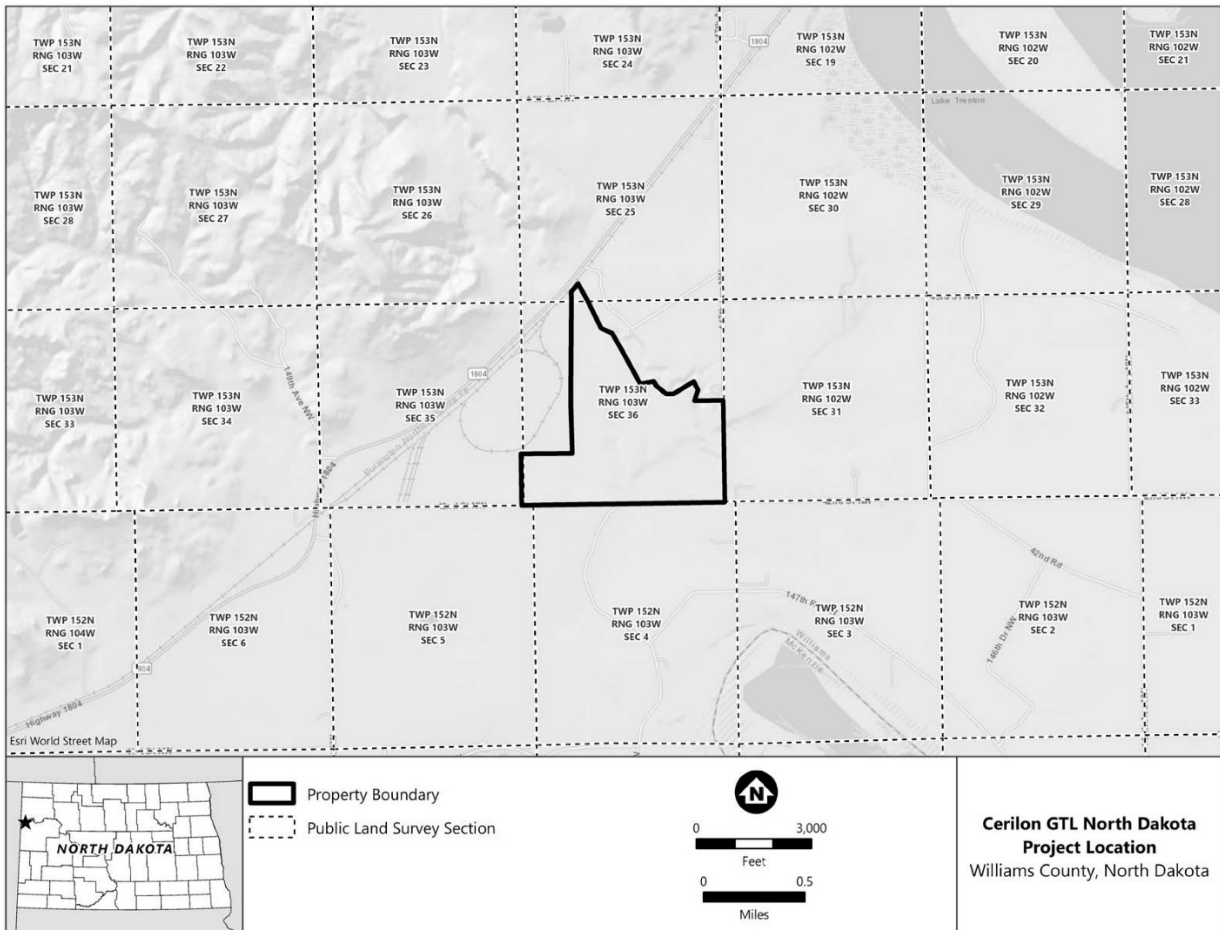 TWP 153N
RNG 103W
SEC 21
TWP 153N
RNG 103W
SEC 22
TWP 153N
RNG 103W
SEC 23
TWP 153N
RNG 103W
SEC 24
1804
TWP 153N
RNG 102W
SEC 19
TWP 153N
RNG 102W
SEC 20
TWP 153N
RNG 102W
SEC 21
Lake Trenton
TWP 153N
RNG 103W
SEC 28
TWP 153N
RNG 103W
SEC 27
TWP 153N
RNG 103W
SEC 26
TWP 153N
RNG 103W
SEC 25
TWP 153N
RNG 102W
SEC 30
TWP 153N
RNG 102W
SEC 29
TWP 153N
RNG 102W
SEC 28
149th Ave NW
1804
TWP 153N
RNG 103W
SEC 33
TWP 153N
RNG 103W
SEC 34
TWP 153N
RNG 103W
SEC 35
TWP 153N
RNG 103W
SEC 36
TWP 153N
RNG 102W
SEC 31
TWP 153N
RNG 102W
SEC 32
TWP 153N
RNG 102W
SEC 33
Highway 1804
42nd Rd
147th
146th Dr NW
TWP 152N
RNG 104W
SEC 1
TWP 152N
RNG 103W
SEC 6
TWP 152N
RNG 103W
SEC 5
TWP 152N
RNG 103W
SEC 4
TWP 152N
RNG 103W
SEC 3
TWP 152N
RNG 103W
SEC 2
TWP 152N
RNG 103W
SEC 1
Williams
McKenzie
Highway 1804
Esri World Street Map
NORTH DAKOTA
Property Boundary
Public Land Survey Section
N
0 3,000
Feet
0 0.5
Miles
Cerilon GTL North Dakota
Project Location
Williams County, North Dakota